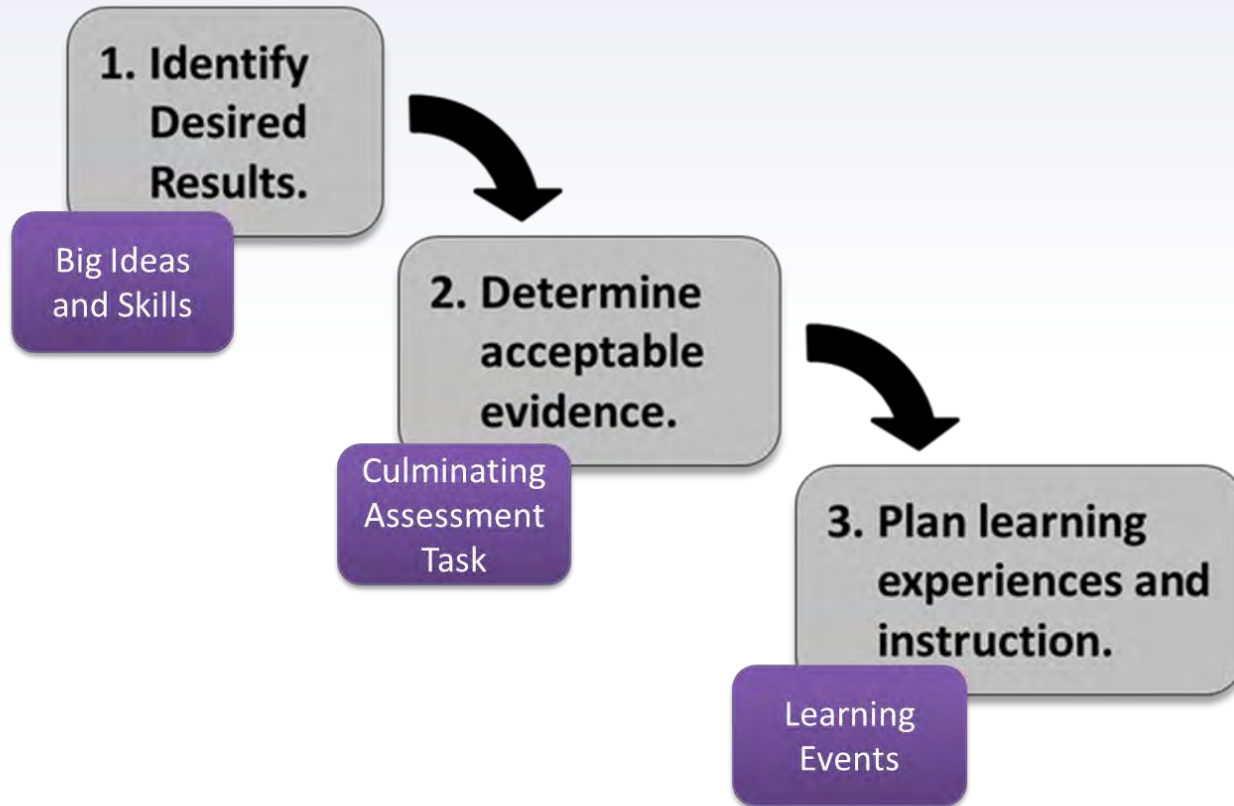 1. Identify
Desired
Results.
Big Ideas
and Skills
2. Determine
acceptable
evidence.
Culminating
Assessment
Task
3. Plan learning
experiences and
instruction.
Learning
Events